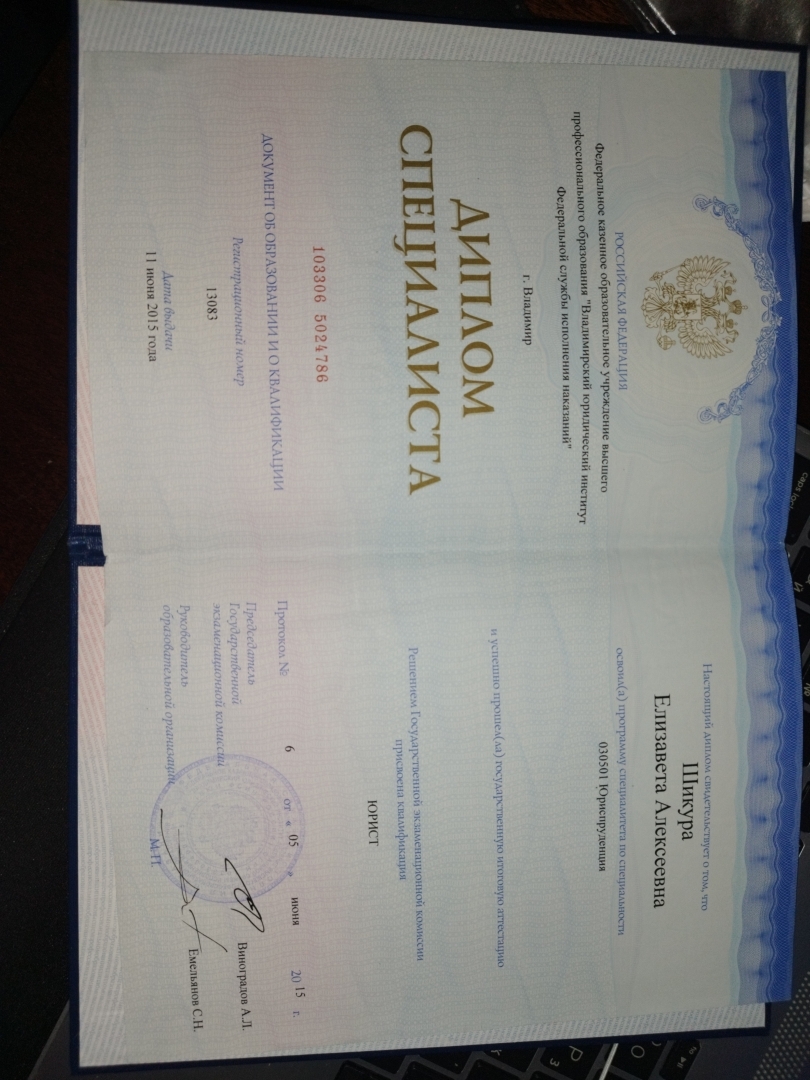 РОССИЙСКАЯ ФЕДЕРАЦИЯ
Федеральное казенное образовательное учреждение высшего
профессионального образования "Владимирский юридический институт
Федеральной службы исполнения наказаний"
г. Владимир
ДИПЛОМ
СПЕЦИАЛИСТА
103306 5024786
ДОКУМЕНТ ОБ ОБРАЗОВАНИИ И О КВАЛИФИКАЦИИ
Регистрационный номер
13083
Дата выдачи
11 июня 2015 года
Настоящий диплом свидетельствует о том, что
Шикура
Елизавета Алексеевна
освоил(а) программу специалитета по специальности
030501 Юриспруденция
и успешно прошел(ла) государственную итоговую аттестацию
Решением Государственной экзаменационной комиссии
присвоена квалификация
ЮРИСТ
Протокол № 6 от « 05 » июня 2015 г.
Председатель
Государственной
экзаменационной комиссии
Виноградов А.Л.
Руководитель
образовательной организации
Емельянов С.Н.
М.П.
caps lock